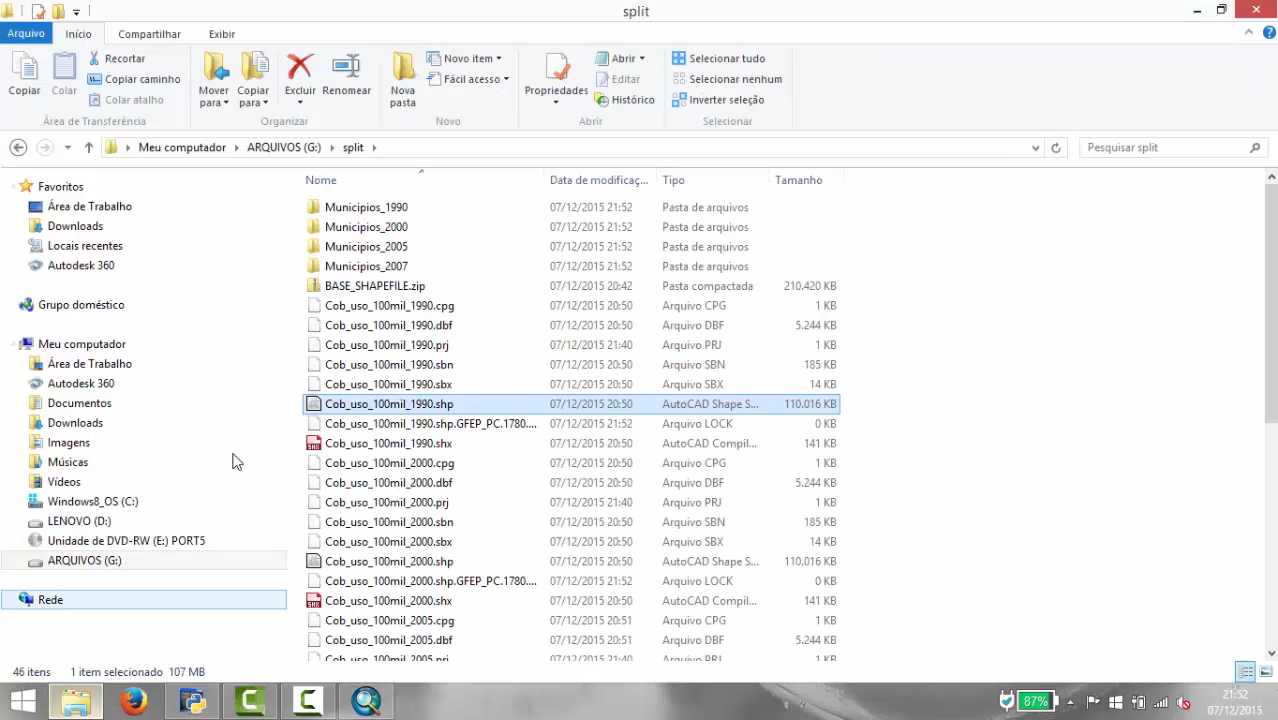 split
Arquivo Início Compartilhar Exibir
Copiar
Colar
Recortar
Copiar caminho
Colar atalho
Área de Transferência
Mover para
Copiar para
Excluir
Renomear
Organizar
Nova pasta
Novo item
Fácil acesso
Novo
Propriedades
Abrir
Editar
Histórico
Abrir
Selecionar tudo
Selecionar nenhum
Inverter seleção
Selecionar
Meu computador ARQUIVOS (G:) split
Pesquisar split
Favoritos
Área de Trabalho
Downloads
Locais recentes
Autodesk 360
Grupo doméstico
Meu computador
Área de Trabalho
Autodesk 360
Documentos
Downloads
Imagens
Músicas
Vídeos
Windows8_OS (C:)
LENOVO (D:)
Unidade de DVD-RW (E:) PORT5
ARQUIVOS (G:)
Rede
Nome Data de modificaç... Tipo Tamanho
Municipios_1990 07/12/2015 21:52 Pasta de arquivos
Municipios_2000 07/12/2015 21:52 Pasta de arquivos
Municipios_2005 07/12/2015 21:52 Pasta de arquivos
Municipios_2007 07/12/2015 21:52 Pasta de arquivos
BASE_SHAPEFILE.zip 07/12/2015 20:42 Pasta compactada 210.420 KB
Cob_uso_100mil_1990.cpg 07/12/2015 20:50 Arquivo CPG 1 KB
Cob_uso_100mil_1990.dbf 07/12/2015 20:50 Arquivo DBF 5.244 KB
Cob_uso_100mil_1990.prj 07/12/2015 21:40 Arquivo PRJ 1 KB
Cob_uso_100mil_1990.sbn 07/12/2015 20:50 Arquivo SBN 185 KB
Cob_uso_100mil_1990.sbx 07/12/2015 20:50 Arquivo SBX 14 KB
Cob_uso_100mil_1990.shp 07/12/2015 20:50 AutoCAD Shape S... 110.016 KB
Cob_uso_100mil_1990.shp.GFEP_PC.1780.... 07/12/2015 21:52 Arquivo LOCK 0 KB
Cob_uso_100mil_1990.shx 07/12/2015 20:50 AutoCAD Compil... 141 KB
Cob_uso_100mil_2000.cpg 07/12/2015 20:50 Arquivo CPG 1 KB
Cob_uso_100mil_2000.dbf 07/12/2015 20:50 Arquivo DBF 5.244 KB
Cob_uso_100mil_2000.prj 07/12/2015 21:40 Arquivo PRJ 1 KB
Cob_uso_100mil_2000.sbn 07/12/2015 20:50 Arquivo SBN 185 KB
Cob_uso_100mil_2000.sbx 07/12/2015 20:50 Arquivo SBX 14 KB
Cob_uso_100mil_2000.shp 07/12/2015 20:50 AutoCAD Shape S... 110.016 KB
Cob_uso_100mil_2000.shp.GFEP_PC.1780.... 07/12/2015 21:52 Arquivo LOCK 0 KB
Cob_uso_100mil_2000.shx 07/12/2015 20:50 AutoCAD Compil... 141 KB
Cob_uso_100mil_2005.cpg 07/12/2015 20:51 Arquivo CPG 1 KB
Cob_uso_100mil_2005.dbf 07/12/2015 20:51 Arquivo DBF 5.244 KB
Cob_uso_100mil_2005.prj 07/12/2015 21:40 Arquivo PRJ 1 KB
46 itens 1 item selecionado 107 MB
87%
21:52
07/12/2015